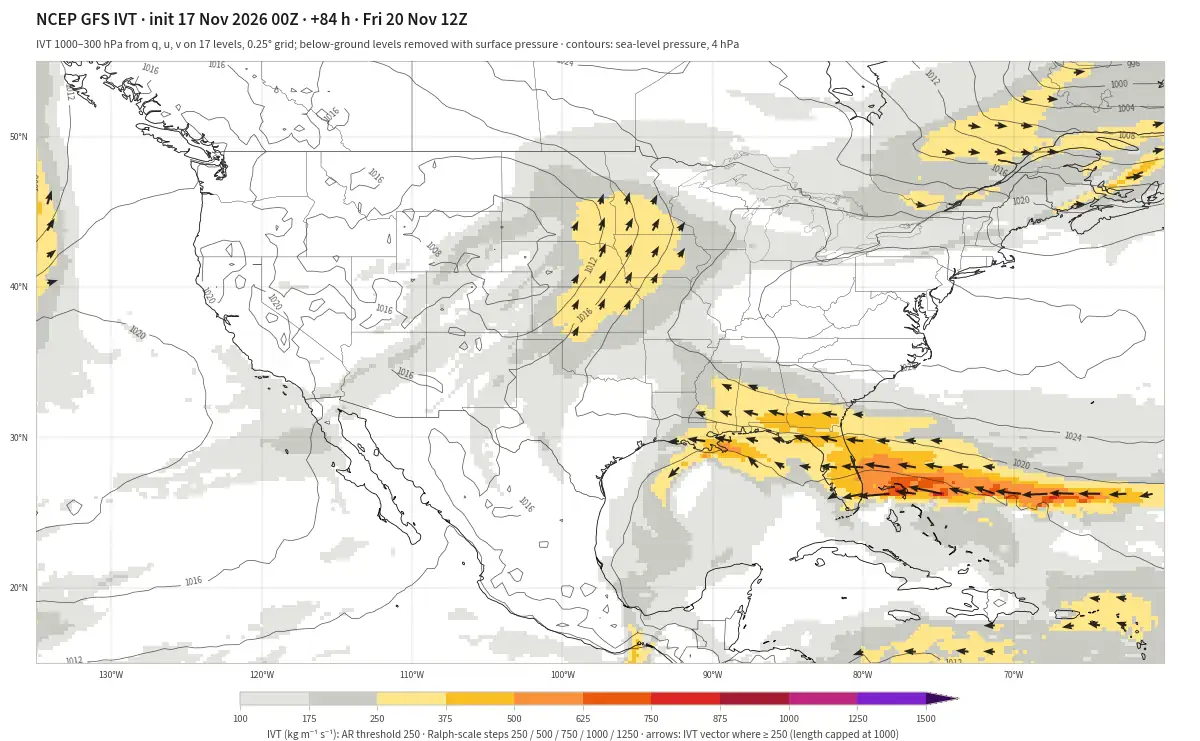 NCEP GFS IVT · init 17 Nov 2026 00Z · +84 h · Fri 20 Nov 12Z
IVT 1000–300 hPa from q, u, v on 17 levels, 0.25° grid; below-ground levels removed with surface pressure · contours: sea-level pressure, 4 hPa
1016
1016
1024
1012
996
1000
1004
1008
1012
1016
50°N
1016
1016
1020
1008
1012
40°N
1020
1020
1016
1016
1020
1016
30°N
1024
1020
1016
1016
20°N
1012
1012
130°W
120°W
110°W
100°W
90°W
80°W
70°W
100
175
250
375
500
625
750
875
1000
1250
1500
IVT (kg m⁻¹ s⁻¹): AR threshold 250 · Ralph-scale steps 250 / 500 / 750 / 1000 / 1250 · arrows: IVT vector where ≥ 250 (length capped at 1000)